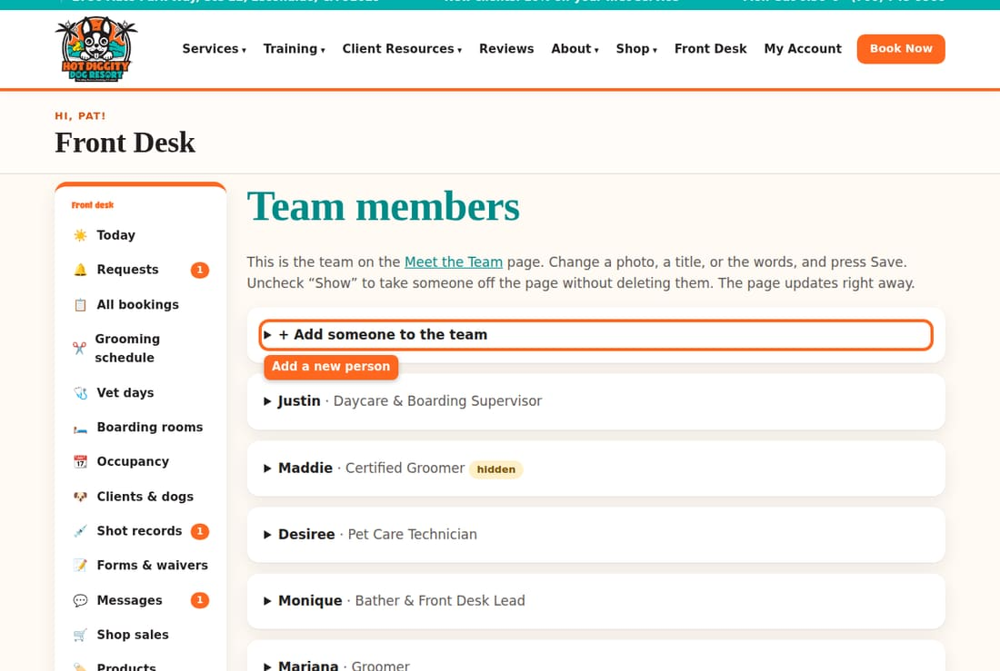 Services ▾ Training ▾ Client Resources ▾ Reviews About ▾ Shop ▾ Front Desk My Account Book Now
HOT DIGGITY
DOG RESORT
HI, PAT!
Front Desk
Front desk
Today
Requests 1
All bookings
Grooming
schedule
Vet days
Boarding rooms
Occupancy
Clients & dogs
Shot records 1
Forms & waivers
Messages 1
Shop sales
Products
Team members
This is the team on the Meet the Team page. Change a photo, a title, or the words, and press Save.
Uncheck “Show” to take someone off the page without deleting them. The page updates right away.
▶ + Add someone to the team
Add a new person
▶ Justin · Daycare & Boarding Supervisor
▶ Maddie · Certified Groomer hidden
▶ Desiree · Pet Care Technician
▶ Monique · Bather & Front Desk Lead
▶ Mariana · Groomer